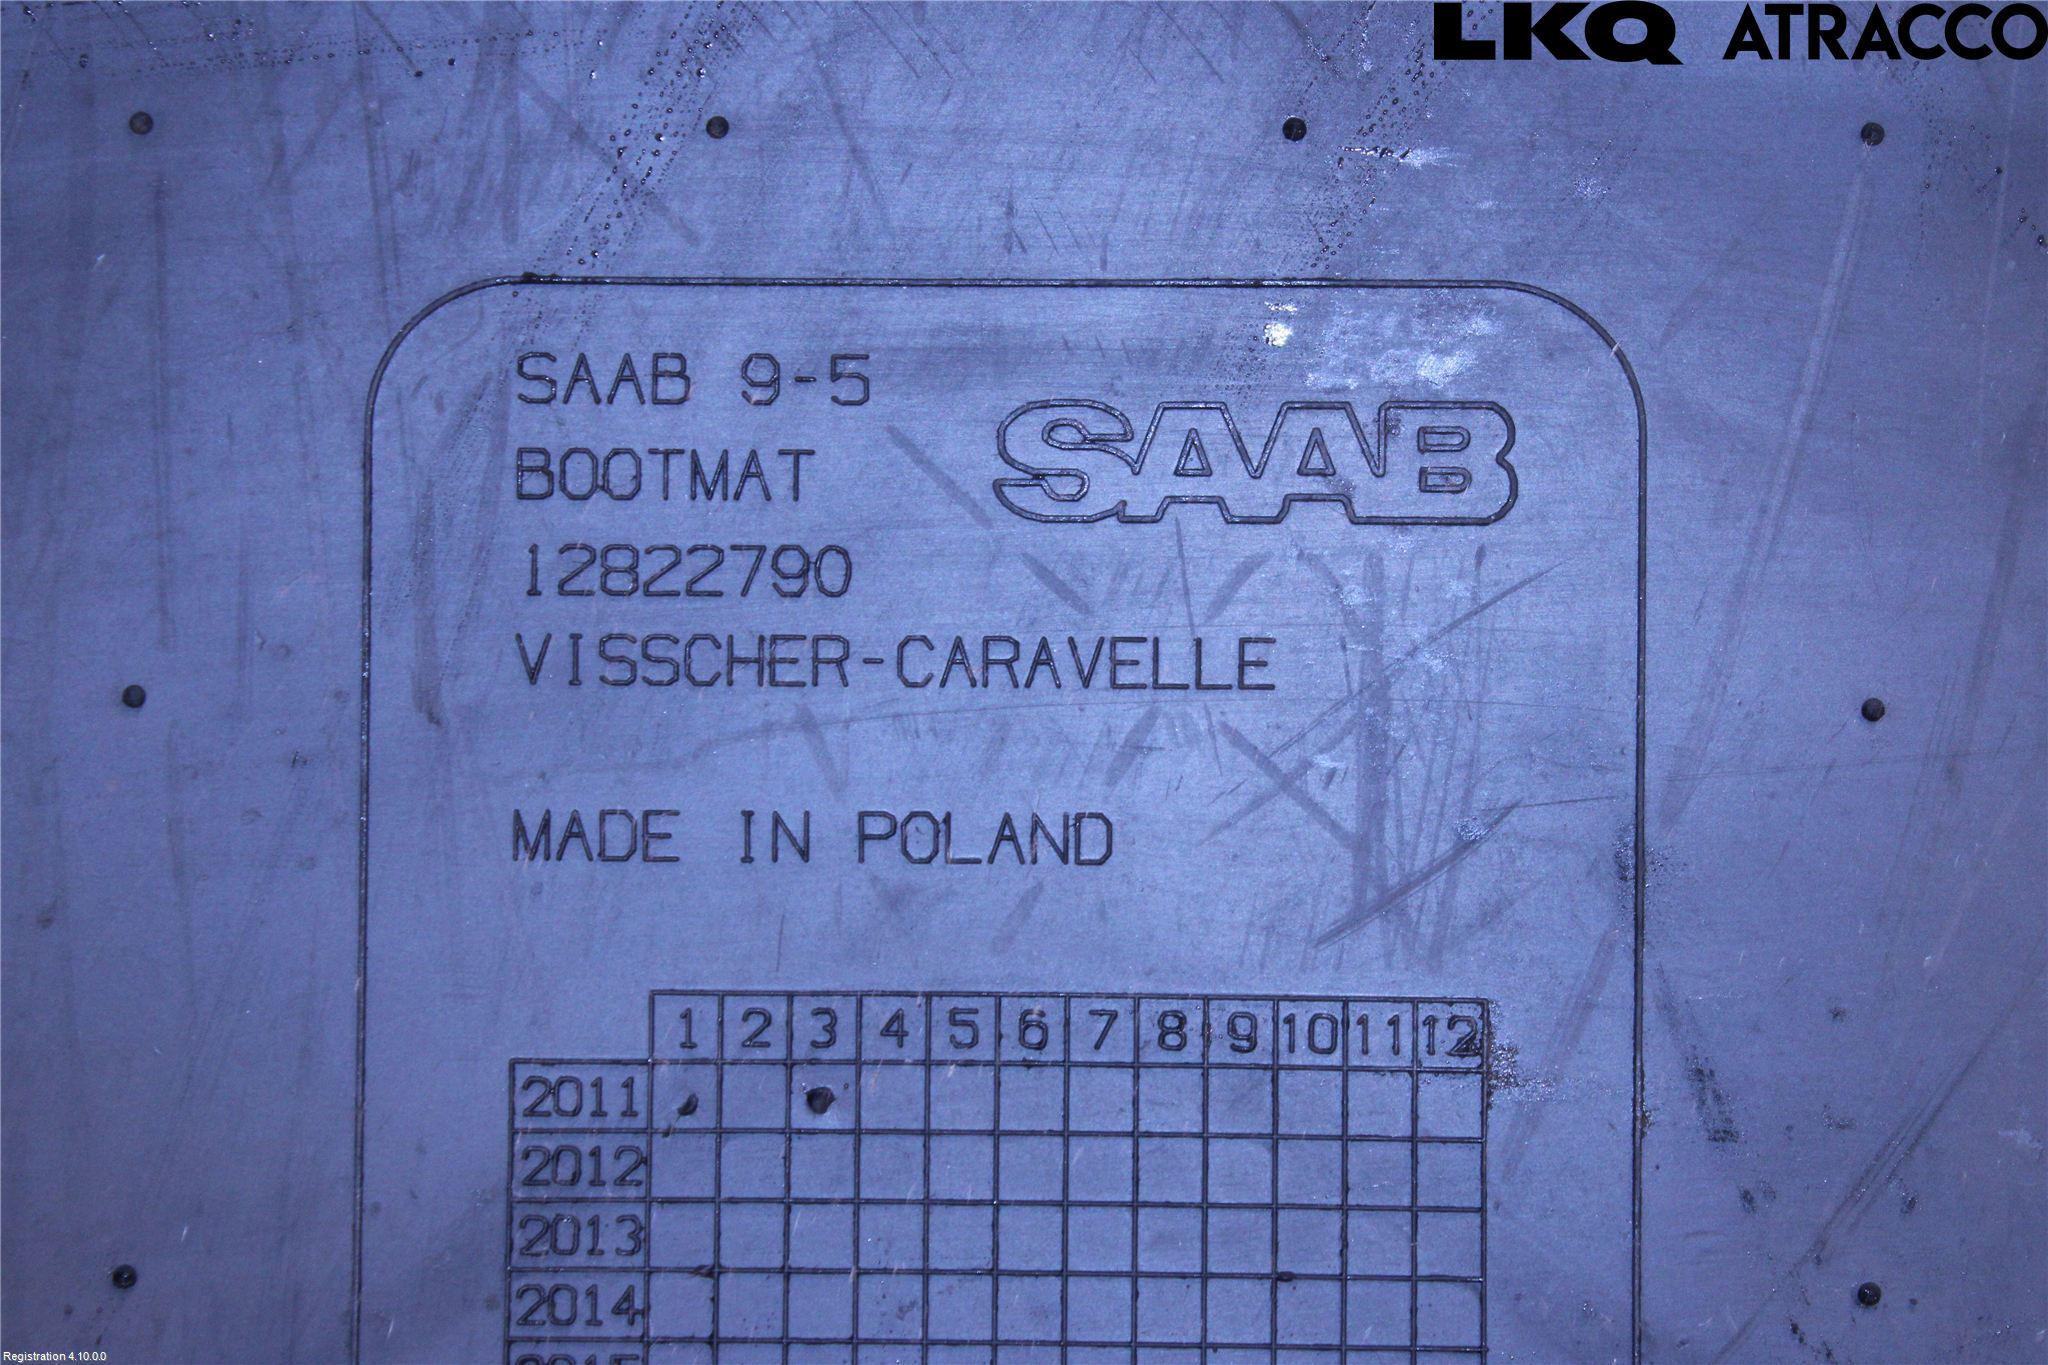 LKQ ATRACCO
SAAB 9-5
SAAB
BOOTMAT
12822790
VISSCHER-CARAVELLE
MADE IN POLAND
1 2 3 4 5 6 7 8 9 10 11 12
2011
2012
2013
2014
2015
Registration 4.10.0.0